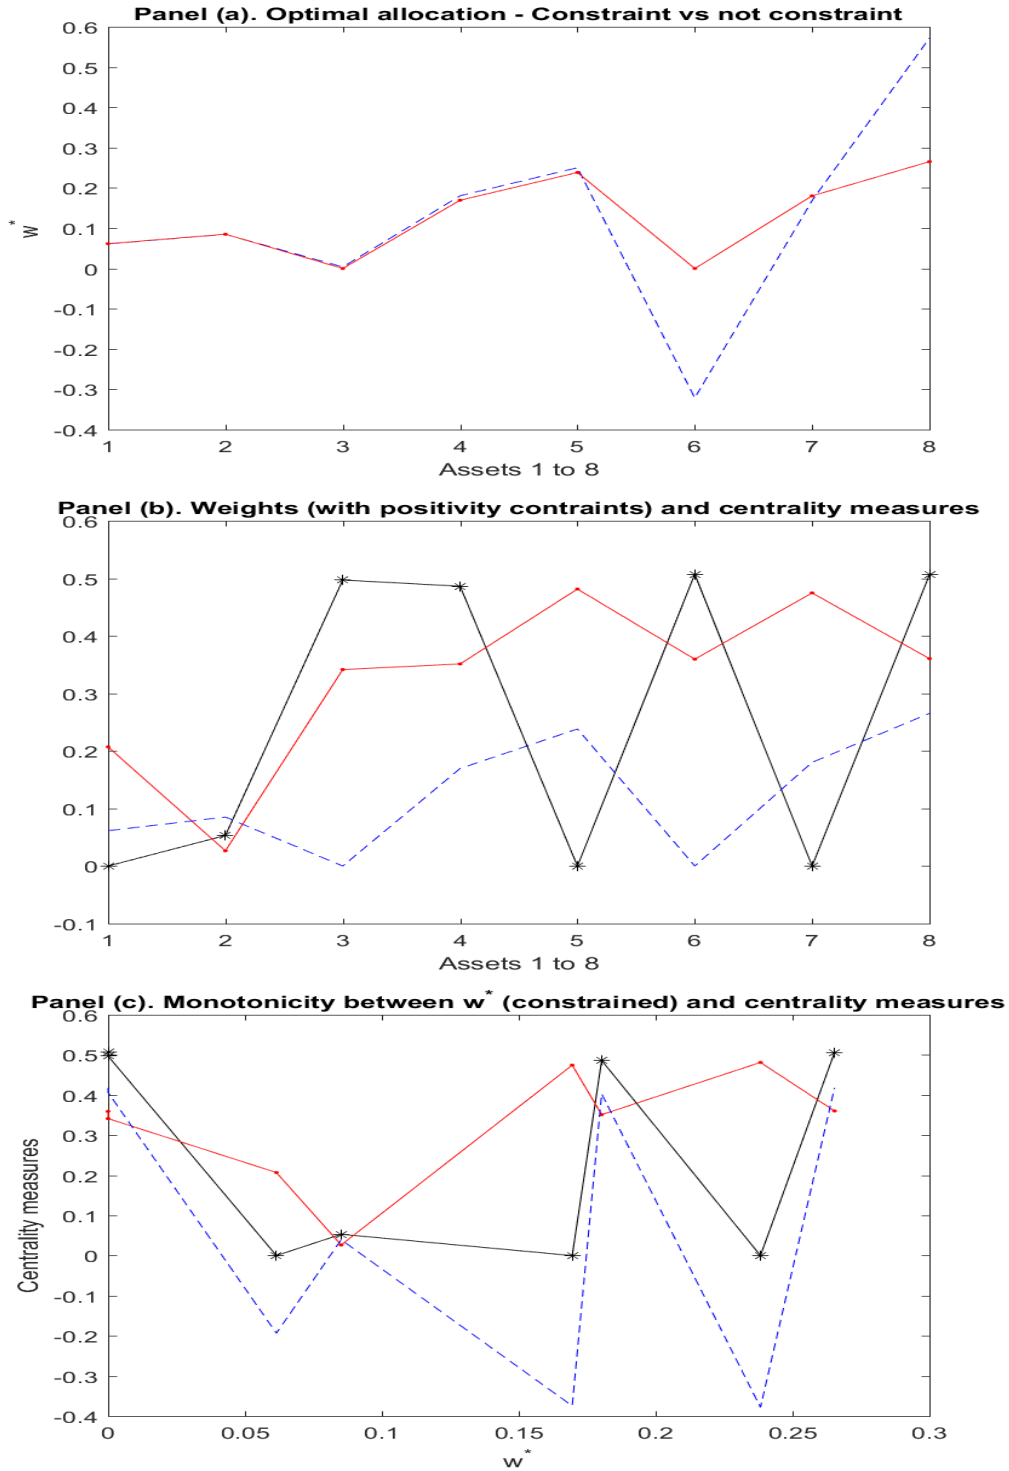 Panel (a). Optimal allocation - Constraint vs not constraint
0.6
0.5
0.4
0.3
0.2
0.1
0
-0.1
-0.2
-0.3
-0.4
w*
1 2 3 4 5 6 7 8
Assets 1 to 8
Panel (b). Weights (with positivity contraints) and centrality measures
0.6
0.5
0.4
0.3
0.2
0.1
0
-0.1
1 2 3 4 5 6 7 8
Assets 1 to 8
Panel (c). Monotonicity between w* (constrained) and centrality measures
0.6
0.5
0.4
0.3
0.2
0.1
0
-0.1
-0.2
-0.3
-0.4
Centrality measures
0 0.05 0.1 0.15 0.2 0.25 0.3
w*